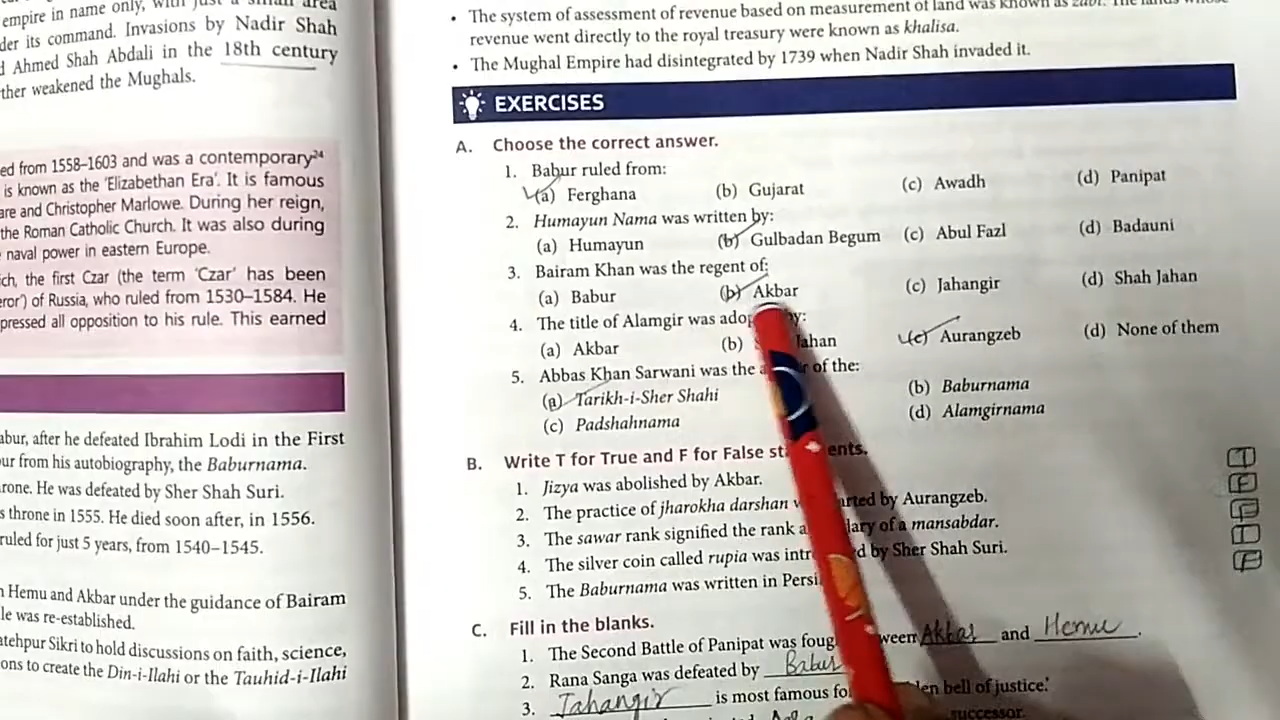 empire in name only, with just a small area
der its command. Invasions by Nadir Shah
d Ahmed Shah Abdali in the 18th century
ther weakened the Mughals.
ed from 1558–1603 and was a contemporary24
is known as the 'Elizabethan Era'. It is famous
are and Christopher Marlowe. During her reign,
the Roman Catholic Church. It was also during
naval power in eastern Europe.
ich, the first Czar (the term 'Czar' has been
eror') of Russia, who ruled from 1530–1584. He
pressed all opposition to his rule. This earned
abur, after he defeated Ibrahim Lodi in the First
ur from his autobiography, the Baburnama.
rone. He was defeated by Sher Shah Suri.
s throne in 1555. He died soon after, in 1556.
ruled for just 5 years, from 1540–1545.
n Hemu and Akbar under the guidance of Bairam
le was re-established.
atehpur Sikri to hold discussions on faith, science,
ons to create the Din-i-Ilahi or the Tauhid-i-Ilahi
• The system of assessment of revenue based on measurement of land was known as zabt. The lands whose
revenue went directly to the royal treasury were known as khalisa.
• The Mughal Empire had disintegrated by 1739 when Nadir Shah invaded it.
EXERCISES
A. Choose the correct answer.
1. Babur ruled from:
(a) Ferghana (b) Gujarat (c) Awadh (d) Panipat
2. Humayun Nama was written by:
(a) Humayun (b) Gulbadan Begum (c) Abul Fazl (d) Badauni
3. Bairam Khan was the regent of:
(a) Babur (b) Akbar (c) Jahangir (d) Shah Jahan
4. The title of Alamgir was adop y:
(a) Akbar (b) S Jahan (c) Aurangzeb (d) None of them
5. Abbas Khan Sarwani was the a r of the:
(a) Tarikh-i-Sher Shahi (b) Baburnama
(c) Padshahnama (d) Alamgirnama
B. Write T for True and F for False st ents.
1. Jizya was abolished by Akbar. T
2. The practice of jharokha darshan w arted by Aurangzeb. F
3. The sawar rank signified the rank a lary of a mansabdar. F
4. The silver coin called rupia was intr d by Sher Shah Suri. T
5. The Baburnama was written in Persi F
C. Fill in the blanks.
1. The Second Battle of Panipat was foug ween Akbar and Hemu.
2. Rana Sanga was defeated by Babur
3. Jahangir is most famous fo en bell of justice.'
successor.